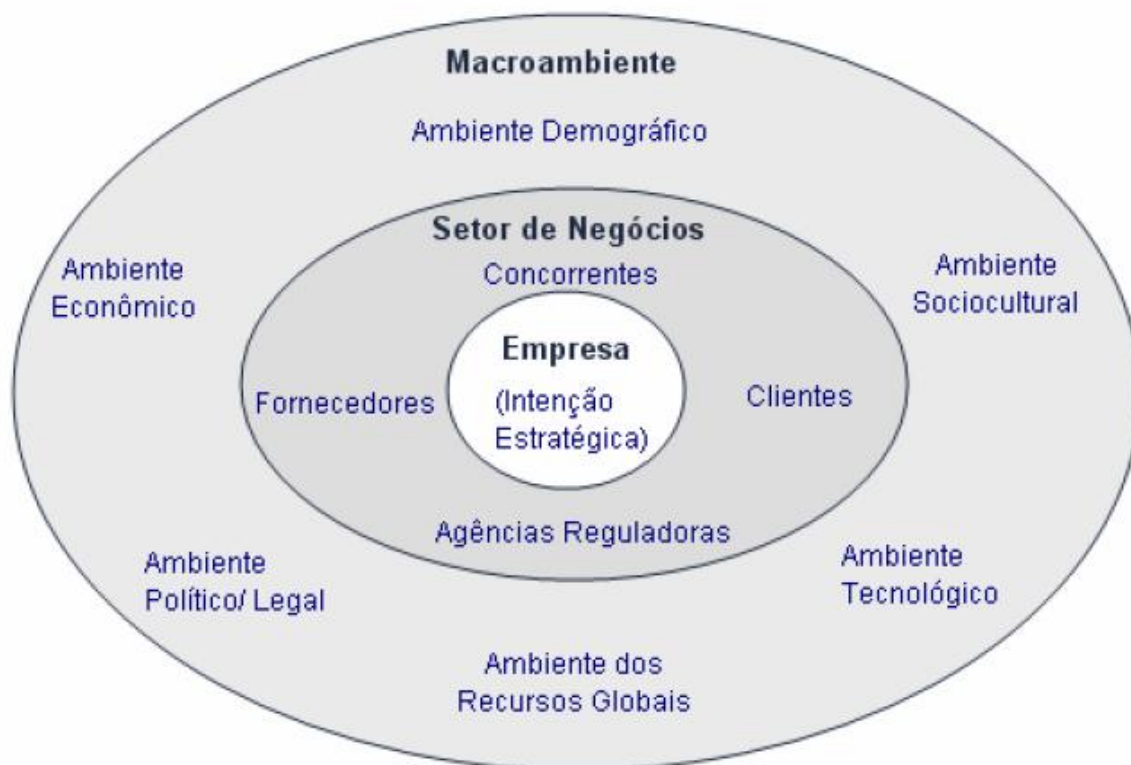 Macroambiente
Ambiente Demográfico
Setor de Negócios
Concorrentes
Ambiente
Econômico
Ambiente
Sociocultural
Empresa
(Intenção
Estratégica)
Fornecedores
Clientes
Agências Reguladoras
Ambiente
Político/ Legal
Ambiente
Tecnológico
Ambiente dos
Recursos Globais